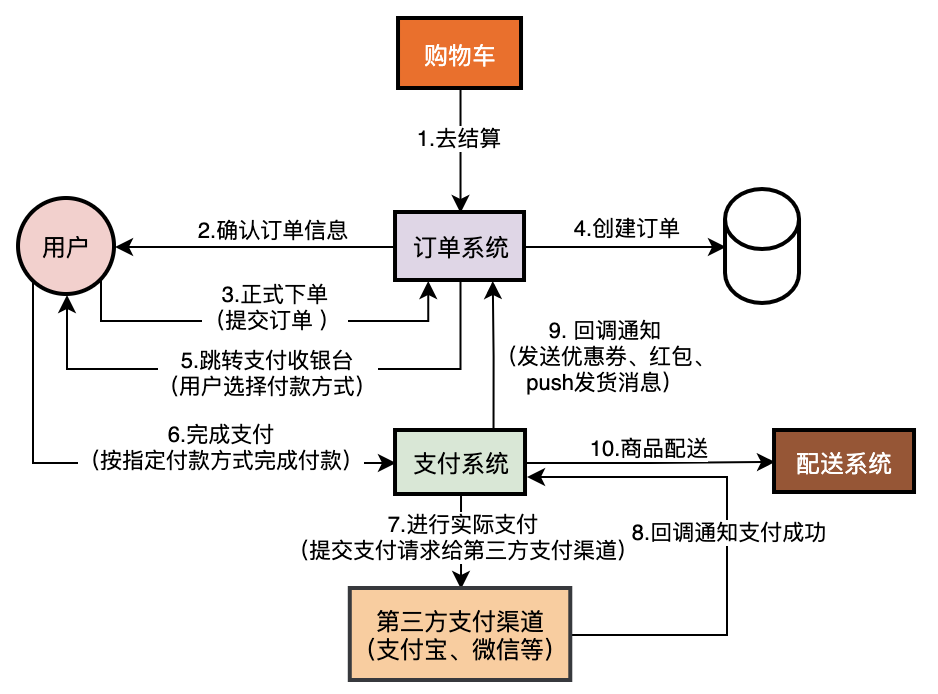 购物车
1.去结算
用户
2.确认订单信息
订单系统
4.创建订单
3.正式下单
（提交订单 ）
5.跳转支付收银台
（用户选择付款方式）
9. 回调通知
（发送优惠券、红包、
push发货消息）
6.完成支付
（按指定付款方式完成付款）
支付系统
10.商品配送
配送系统
7.进行实际支付
（提交支付请求给第三方支付渠道）
8.回调通知支付成功
第三方支付渠道
（支付宝、微信等）